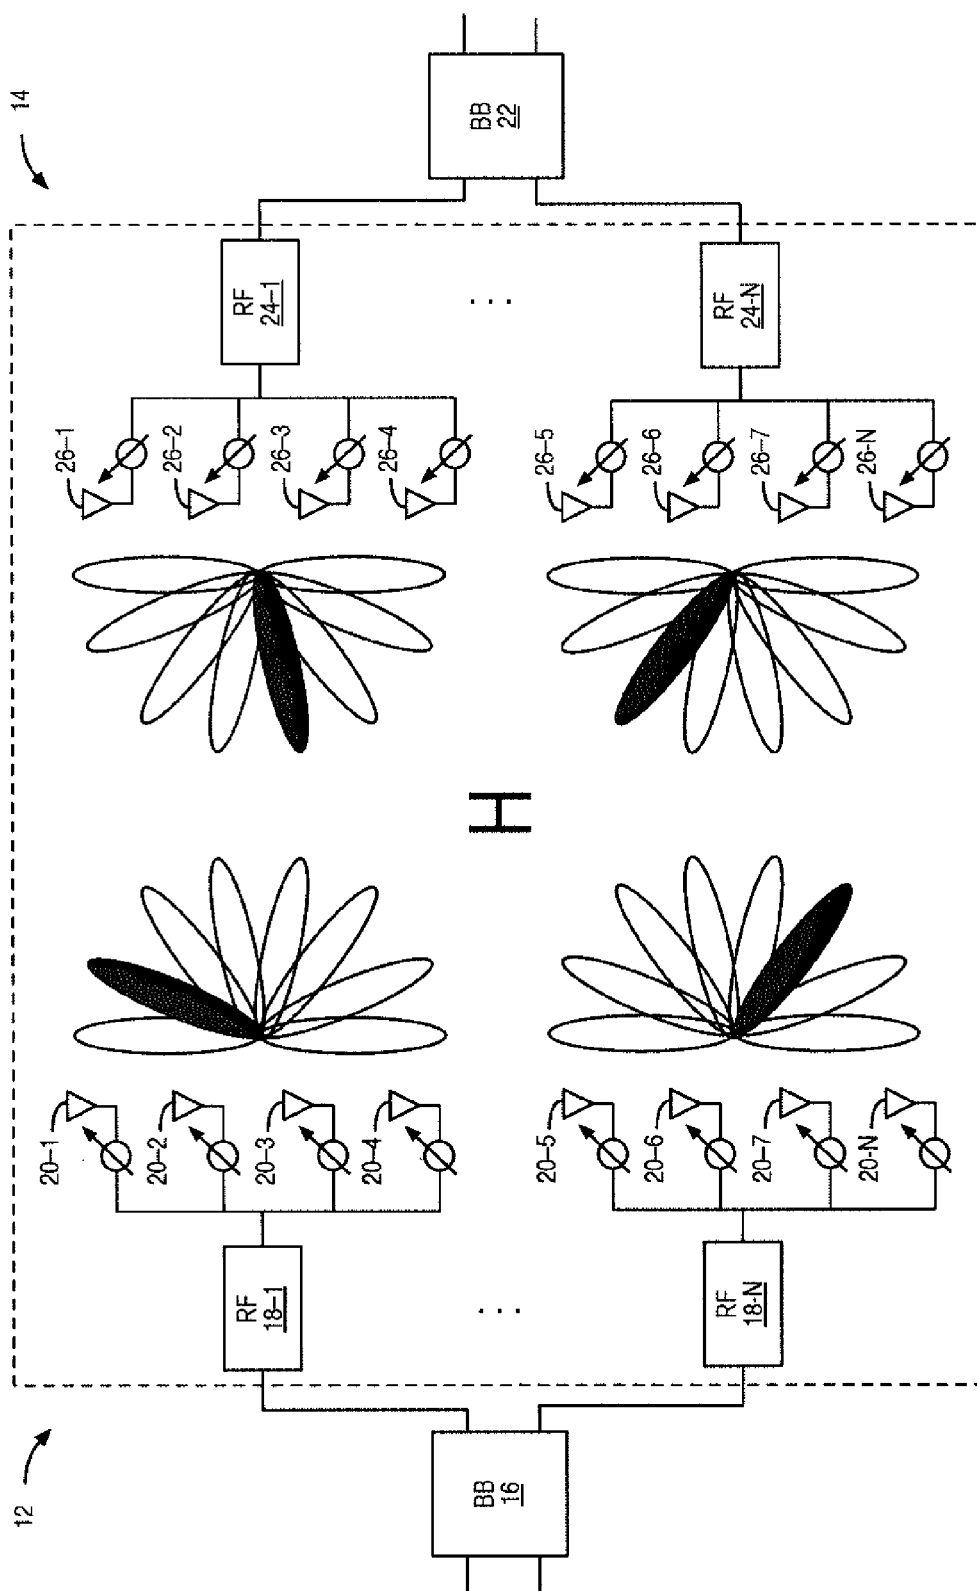 12
14
BB
16
RF
18-1
. . .
RF
18-N
20-1
20-2
20-3
20-4
20-5
20-6
20-7
20-N
H
26-1
26-2
26-3
26-4
26-5
26-6
26-7
26-N
RF
24-1
. . .
RF
24-N
BB
22